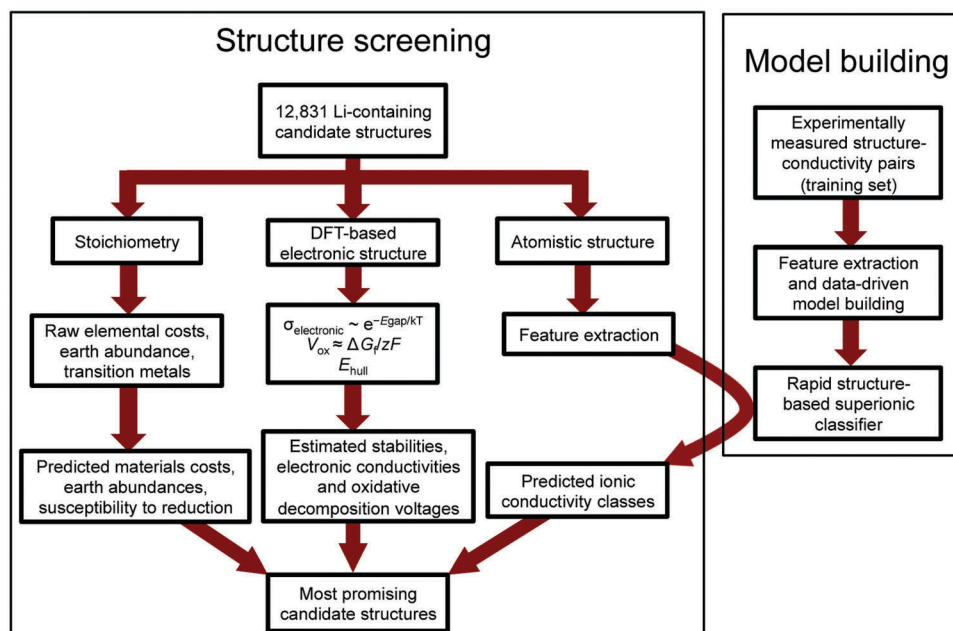 Structure screening
12,831 Li-containing
candidate structures
Stoichiometry
Raw elemental costs,
earth abundance,
transition metals
Predicted materials costs,
earth abundances,
susceptibility to reduction
DFT-based
electronic structure
σelectronic ~ e−Egap/kT
Vox ≈ ΔGf/zF
Ehull
Estimated stabilities,
electronic conductivities
and oxidative
decomposition voltages
Atomistic structure
Feature extraction
Predicted ionic
conductivity classes
Most promising
candidate structures
Model building
Experimentally
measured structure-
conductivity pairs
(training set)
Feature extraction
and data-driven
model building
Rapid structure-
based superionic
classifier